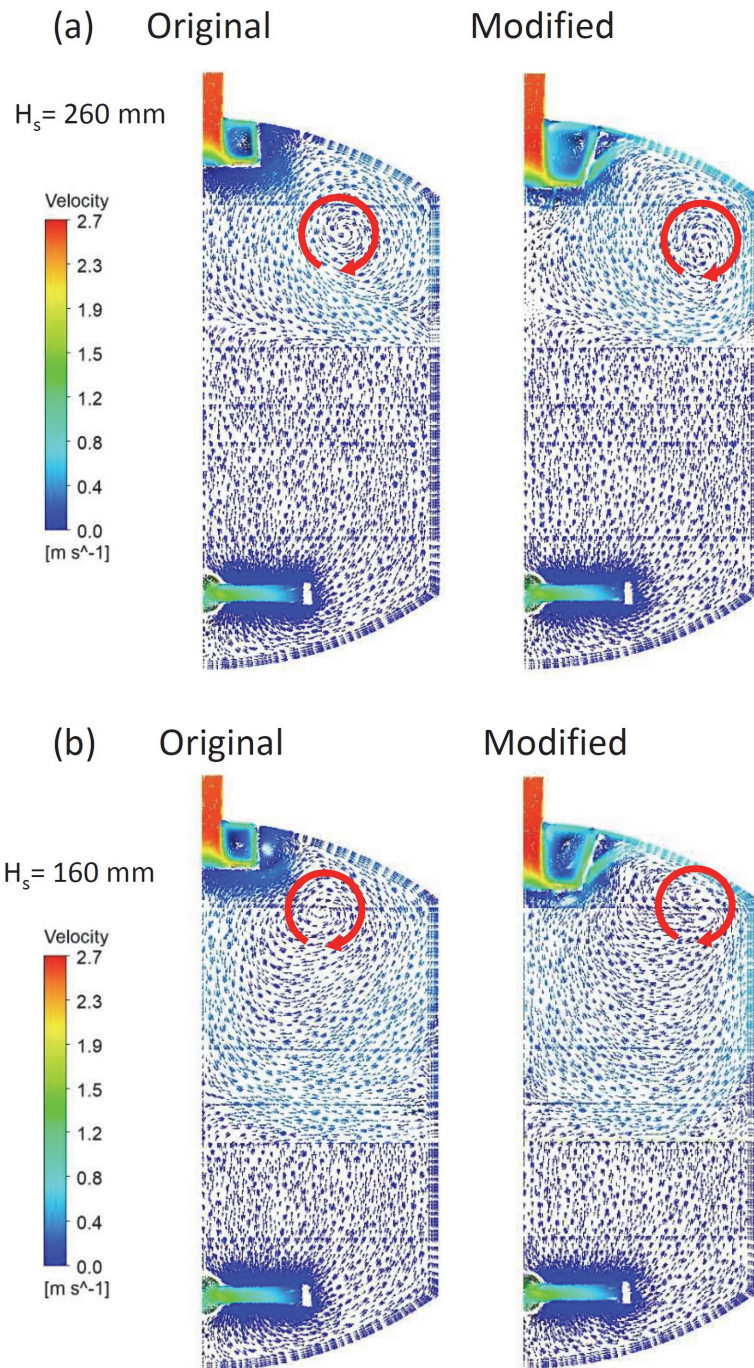 (a) Original Modified
Hs= 260 mm
Velocity
2.7
2.3
1.9
1.5
1.2
0.8
0.4
0.0
[m s^-1]
(b) Original Modified
Hs= 160 mm
Velocity
2.7
2.3
1.9
1.5
1.2
0.8
0.4
0.0
[m s^-1]